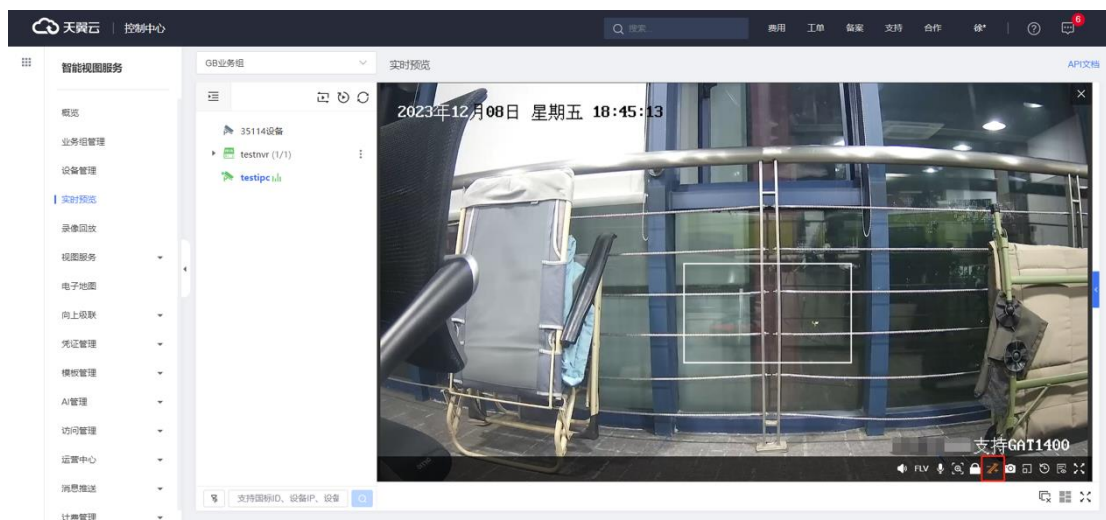 天翼云 控制中心 搜索... 费用 工单 备案 支持 合作 徐* 6
智能视图服务
概览
业务组管理
设备管理
实时预览
录像回放
视图服务
电子地图
向上级联
凭证管理
模板管理
AI管理
访问管理
运营中心
消息推送
计费管理
GB业务组
35114设备
testnvr (1/1)
testipc
支持国标ID、设备IP、设备
实时预览 API文档
2023年12月08日 星期五 18:45:13
支持GAT1400
FLV